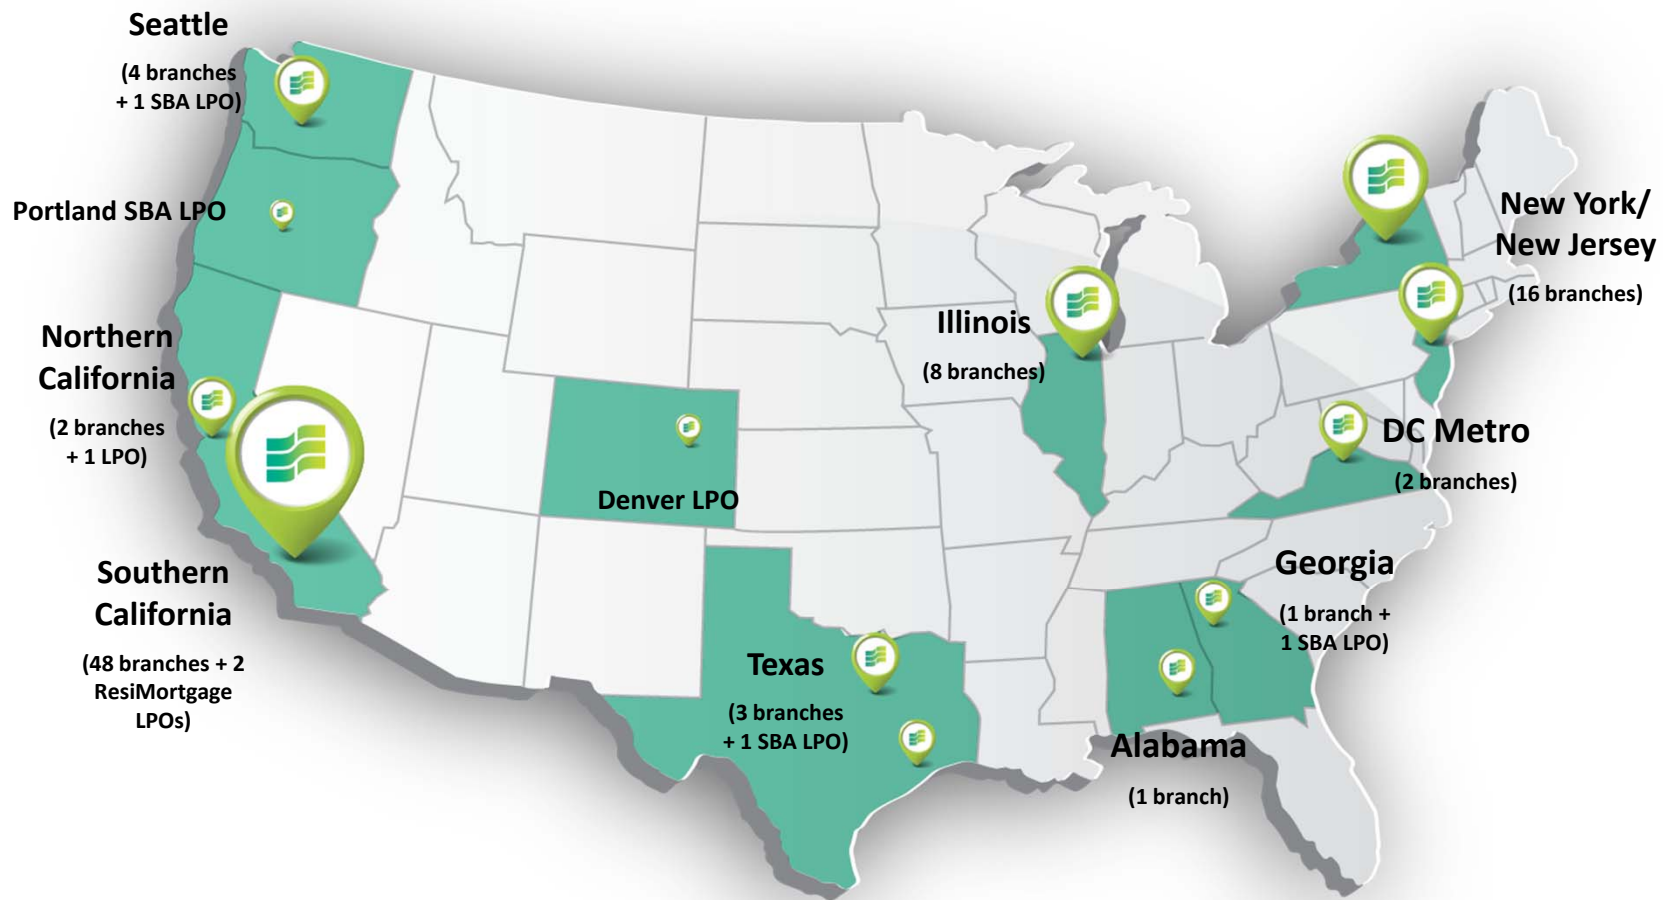 Seattle
(4 branches
+ 1 SBA LPO)
Portland SBA LPO
Northern
California
(2 branches
+ 1 LPO)
Southern
California
(48 branches + 2
ResiMortgage
LPOs)
Denver LPO
Texas
(3 branches
+ 1 SBA LPO)
Illinois
(8 branches)
New York/
New Jersey
(16 branches)
DC Metro
(2 branches)
Georgia
(1 branch +
1 SBA LPO)
Alabama
(1 branch)